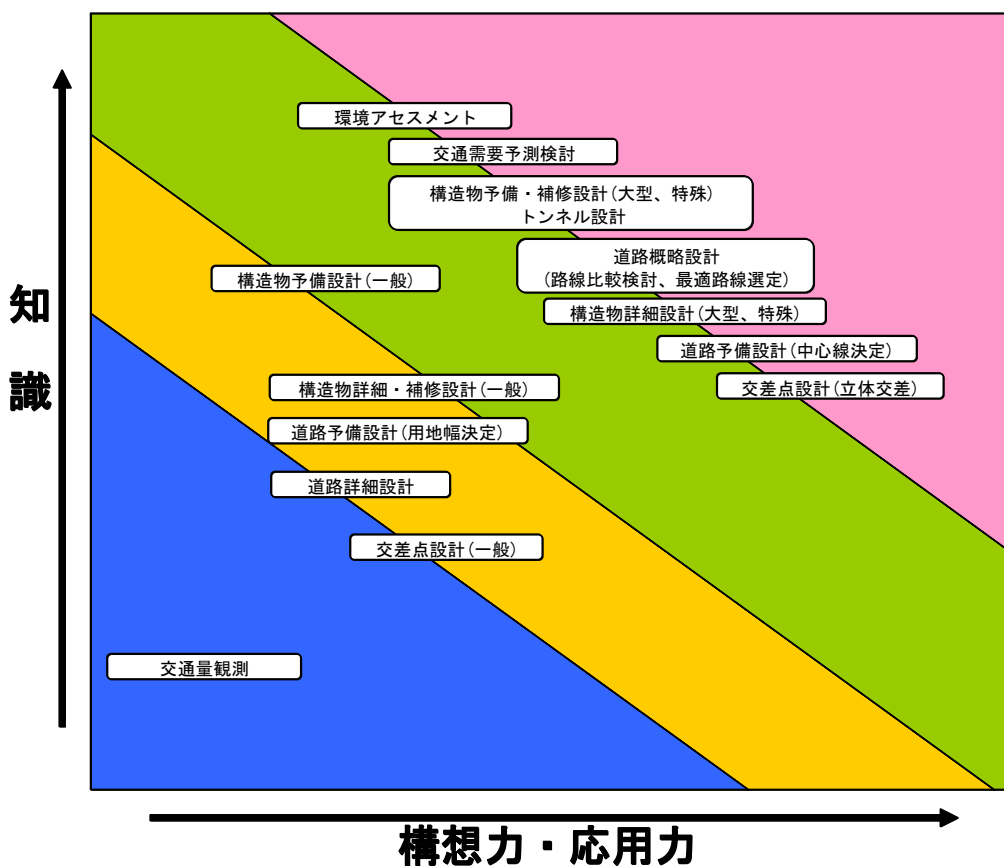 環境アセスメント
交通需要予測検討
構造物予備・補修設計(大型、特殊)
トンネル設計
道路概略設計
(路線比較検討、最適路線選定)
構造物予備設計(一般)
構造物詳細設計(大型、特殊)
道路予備設計(中心線決定)
交差点設計(立体交差)
構造物詳細・補修設計(一般)
道路予備設計(用地幅決定)
道路詳細設計
交差点設計(一般)
交通量観測
知識
構想力・応用力